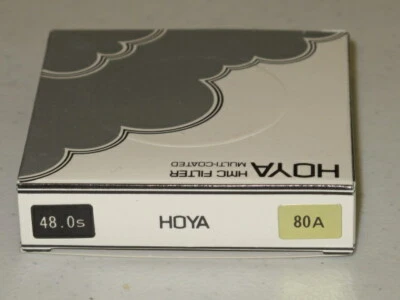 HOYA HMC FILTER
MULTI-COATED
48.0s HOYA 80A